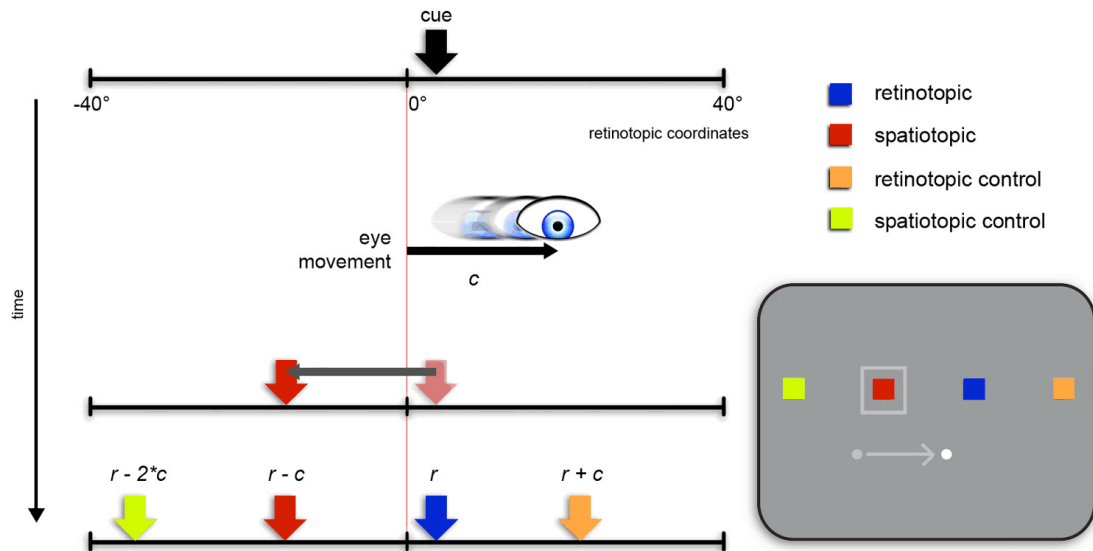 cue
-40°
0°
40°
retinotopic coordinates
retinotopic
spatiotopic
retinotopic control
spatiotopic control
eye
movement
c
time
r - 2*c
r - c
r
r + c